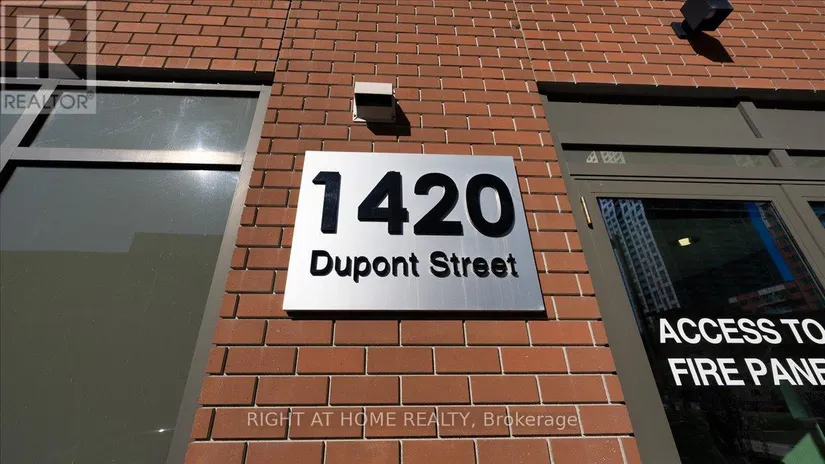 R
REALTOR®
1420
Dupont Street
ACCESS TO
FIRE PANE
RIGHT AT HOME REALTY, Brokerage